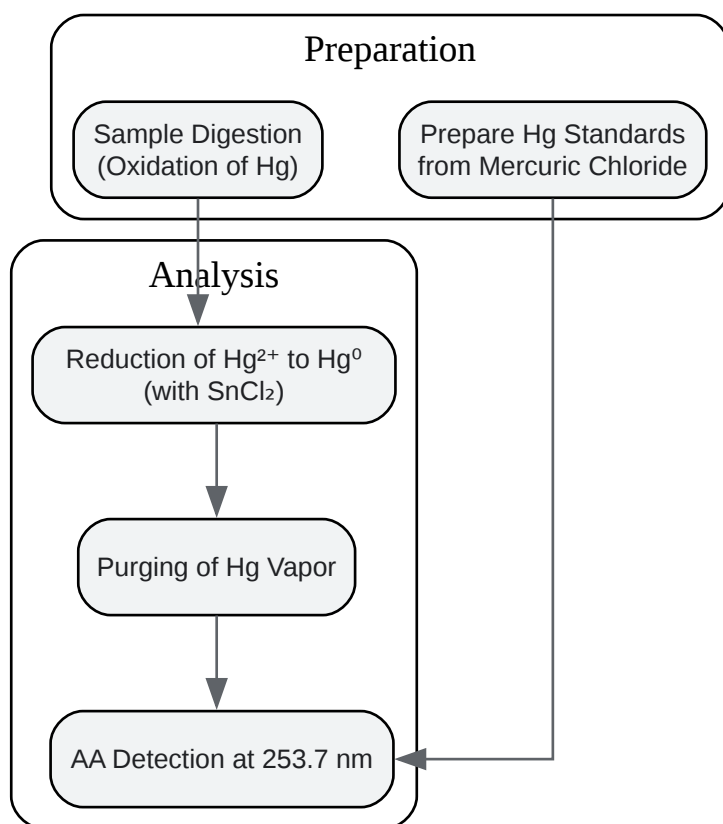 Preparation
Sample Digestion
(Oxidation of Hg)
Prepare Hg Standards
from Mercuric Chloride
Analysis
Reduction of Hg²⁺ to Hg⁰
(with SnCl₂)
Purging of Hg Vapor
AA Detection at 253.7 nm